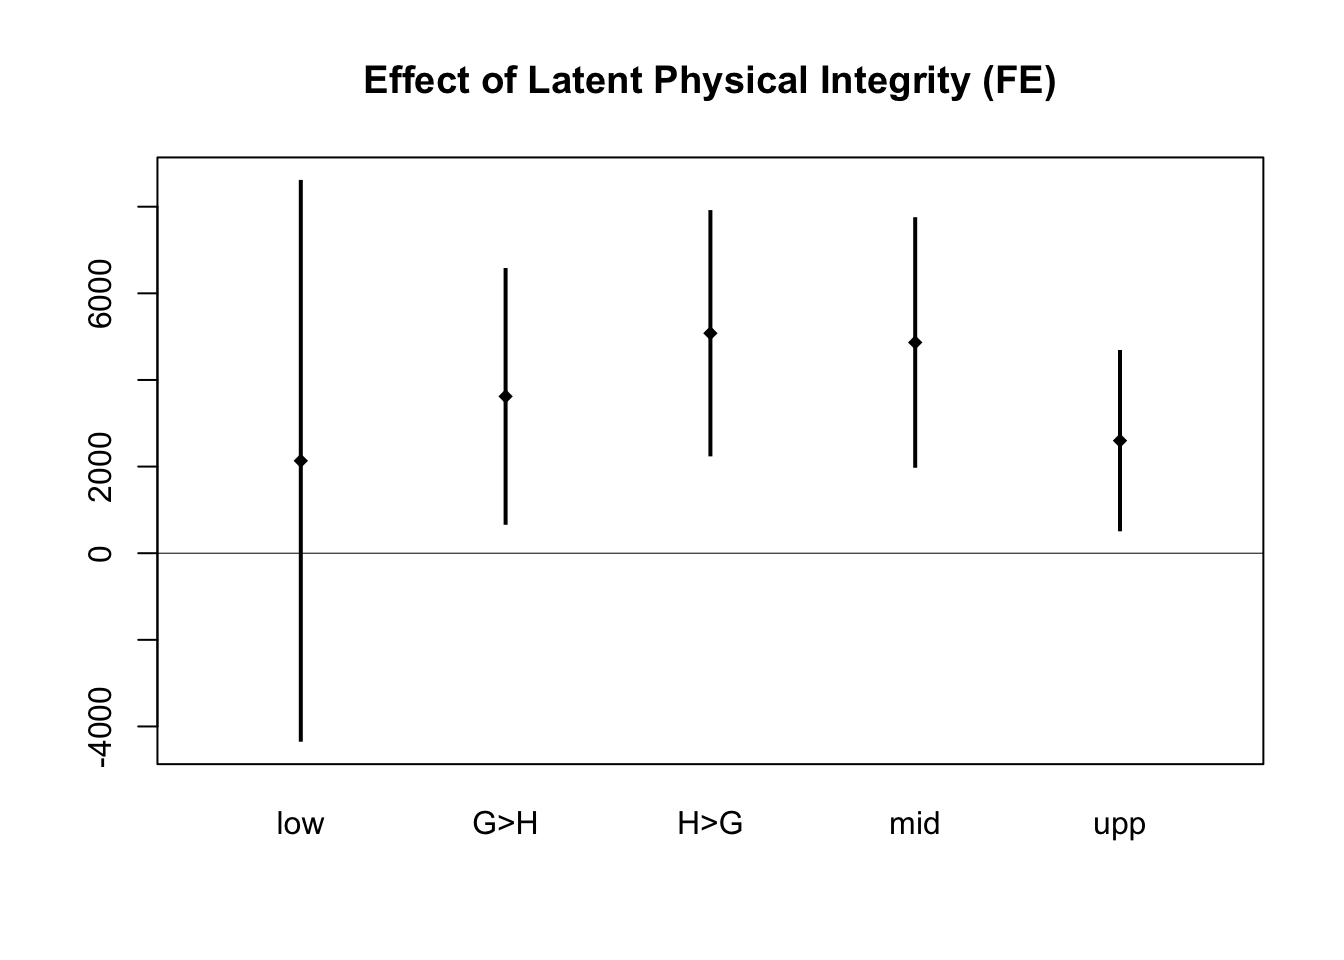 Effect of Latent Physical Integrity (FE)
6000
2000
0
-4000
low G>H H>G mid upp